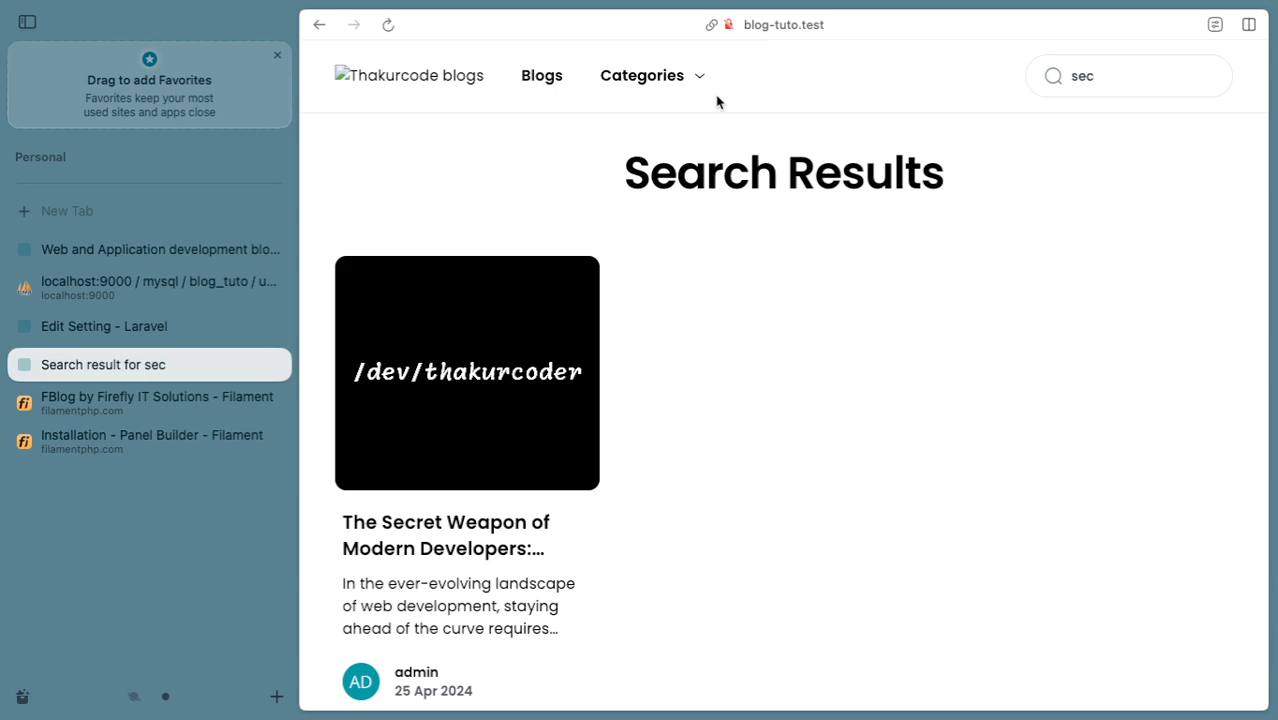 Drag to add Favorites
Favorites keep your most
used sites and apps close
Personal
New Tab
Web and Application development blo...
localhost:9000 / mysql / blog_tuto / u...
localhost:9000
Edit Setting - Laravel
Search result for sec
FBlog by Firefly IT Solutions - Filament
filamentphp.com
Installation - Panel Builder - Filament
filamentphp.com
blog-tuto.test
Thakurcode blogs
Blogs
Categories
sec
Search Results
/dev/thakurcoder
The Secret Weapon of
Modern Developers:...
In the ever-evolving landscape
of web development, staying
ahead of the curve requires...
AD
admin
25 Apr 2024